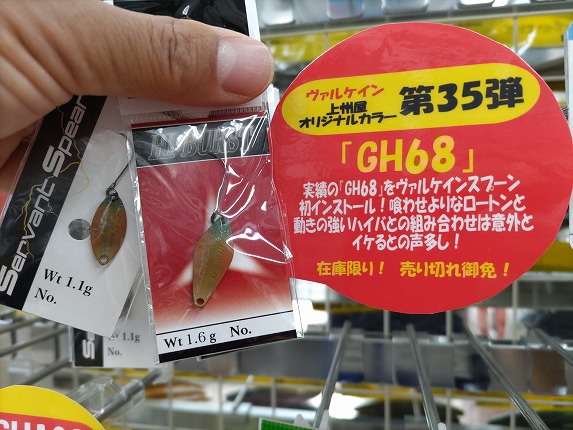 ヴァルケイン
上州屋
オリジナルカラー
第35弾
「GH68」
実績の「GH68」をヴァルケインスプーン
初インストール！喰わせよりなロートンと
動きの強いハイバとの組み合わせは意外と
イケるとの声多し！
在庫限り！ 売り切れ御免！
Servant Spear
Wt 1.1g
No.
Wt 1.6g No.
1.1g
No.